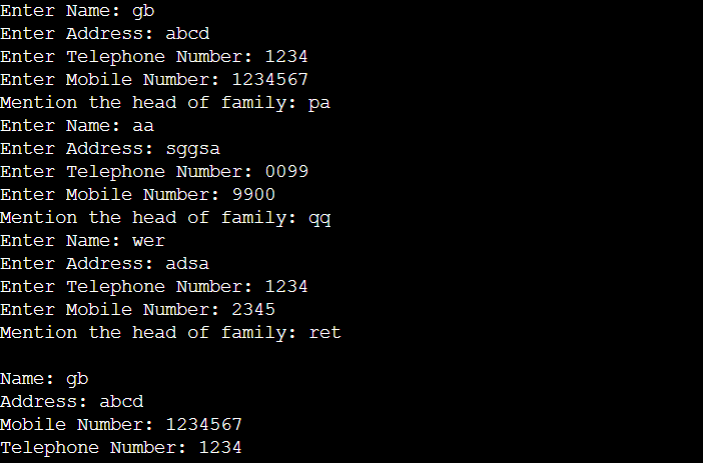 Enter Name: gb
Enter Address: abcd
Enter Telephone Number: 1234
Enter Mobile Number: 1234567
Mention the head of family: pa
Enter Name: aa
Enter Address: sggsa
Enter Telephone Number: 0099
Enter Mobile Number: 9900
Mention the head of family: qq
Enter Name: wer
Enter Address: adsa
Enter Telephone Number: 1234
Enter Mobile Number: 2345
Mention the head of family: ret
Name: gb
Address: abcd
Mobile Number: 1234567
Telephone Number: 1234